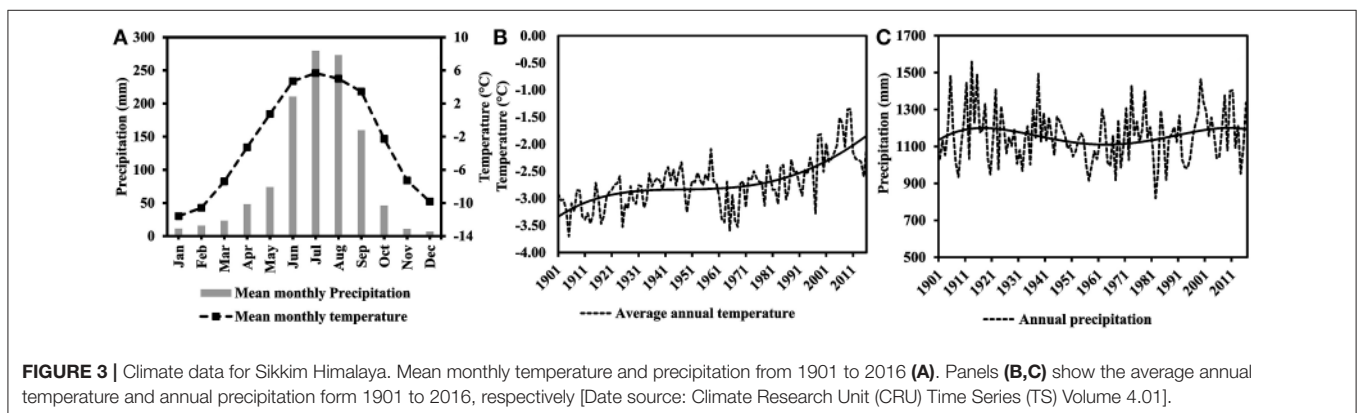 A
B
C
300
250
200
150
100
50
0
Precipitation (mm)
10
6
2
-2
-6
-10
-14
Temperature (°C)
Jan
Feb
Mar
Apr
May
Jun
Jul
Aug
Sep
Oct
Nov
Dec
Mean monthly Precipitation
Mean monthly temperature
0.00
-0.50
-1.00
-1.50
-2.00
-2.50
-3.00
-3.50
-4.00
Temperature (°C)
1901
1911
1921
1931
1941
1951
1961
1971
1981
1991
2001
2011
Average annual temperature
1700
1500
1300
1100
900
700
500
Precipitation (mm)
1901
1911
1921
1931
1941
1951
1961
1971
1981
1991
2001
2011
Annual precipitation
FIGURE 3 | Climate data for Sikkim Himalaya. Mean monthly temperature and precipitation from 1901 to 2016 (A). Panels (B,C) show the average annual
temperature and annual precipitation form 1901 to 2016, respectively [Date source: Climate Research Unit (CRU) Time Series (TS) Volume 4.01].